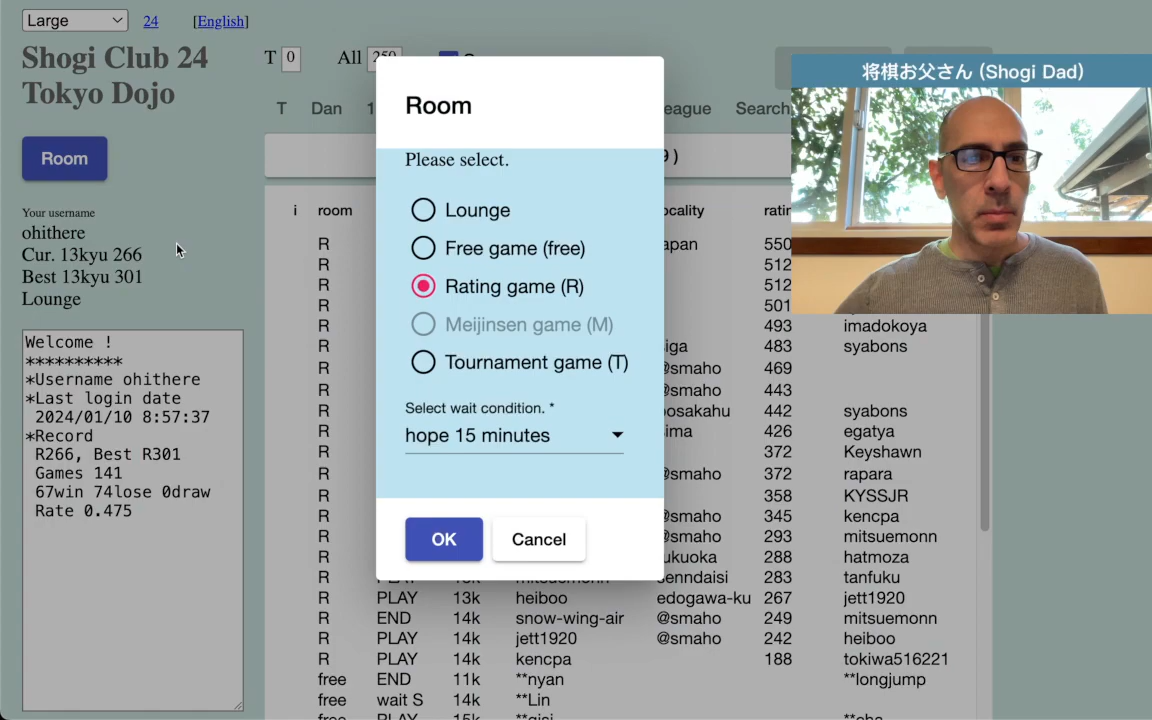 Large
24
[English]
Shogi Club 24
Tokyo Dojo
T 0
All
T Dan
eague Search
将棋お父さん (Shogi Dad)
Room
Your username
ohithere
Cur. 13kyu 266
Best 13kyu 301
Lounge
Welcome !
**********
*Username ohithere
*Last login date
2024/01/10 8:57:37
*Record
R266, Best R301
Games 141
67win 74lose 0draw
Rate 0.475
Room
Please select.
Lounge
Free game (free)
Rating game (R)
Meijinsen game (M)
Tournament game (T)
Select wait condition. *
hope 15 minutes
OK
Cancel
i room ocality ratin
R apan 550
R 512
R 512
R 501
R 493 imadokoya
R siga 483 syabons
R @smaho 469
R @smaho 443
R oosakahu 442 syabons
R 426 egatya
R 372 Keyshawn
R @smaho 372 rapara
R 358 KYSSJR
R @smaho 345 kencpa
R @smaho 293 mitsuemonn
R ukuoka 288 hatmoza
R mitsuemonn senndaisi 283 tanfuku
R PLAY 13k heiboo edogawa-ku 267 jett1920
R END 14k snow-wing-air @smaho 249 mitsuemonn
R PLAY 14k jett1920 @smaho 242 heiboo
R PLAY 14k kencpa 188 tokiwa516221
free END 11k **nyan **longjump
free wait S 14k **Lin
free PLAY 15k